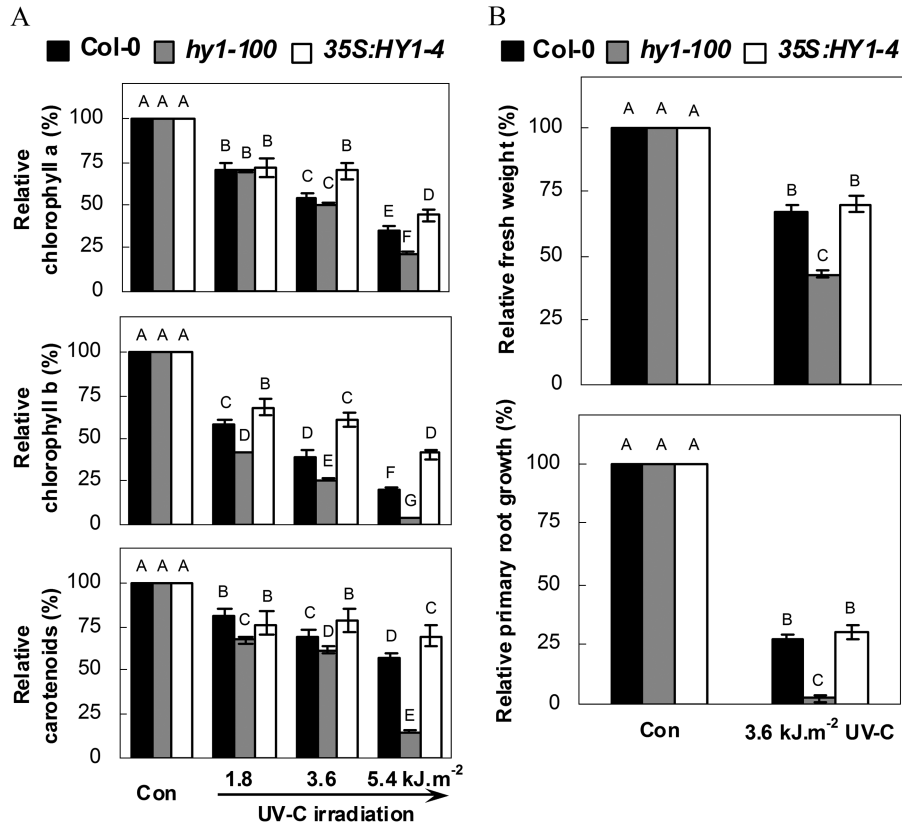 A
Col-0 hy1-100 35S:HY1-4
Relative chlorophyll a (%)
100
75
50
25
0
A A A
B B B
C C B
E F D
Relative chlorophyll b (%)
100
75
50
25
0
A A A
C D B
D E C
F G D
Relative carotenoids (%)
100
75
50
25
0
A A A
B C B
C D B
D E C
Con
1.8 3.6 5.4 kJ.m⁻²
UV-C irradiation
B
Col-0 hy1-100 35S:HY1-4
Relative fresh weight (%)
100
75
50
25
0
A A A
B C B
Relative primary root growth (%)
100
75
50
25
0
A A A
B C B
Con 3.6 kJ.m⁻² UV-C